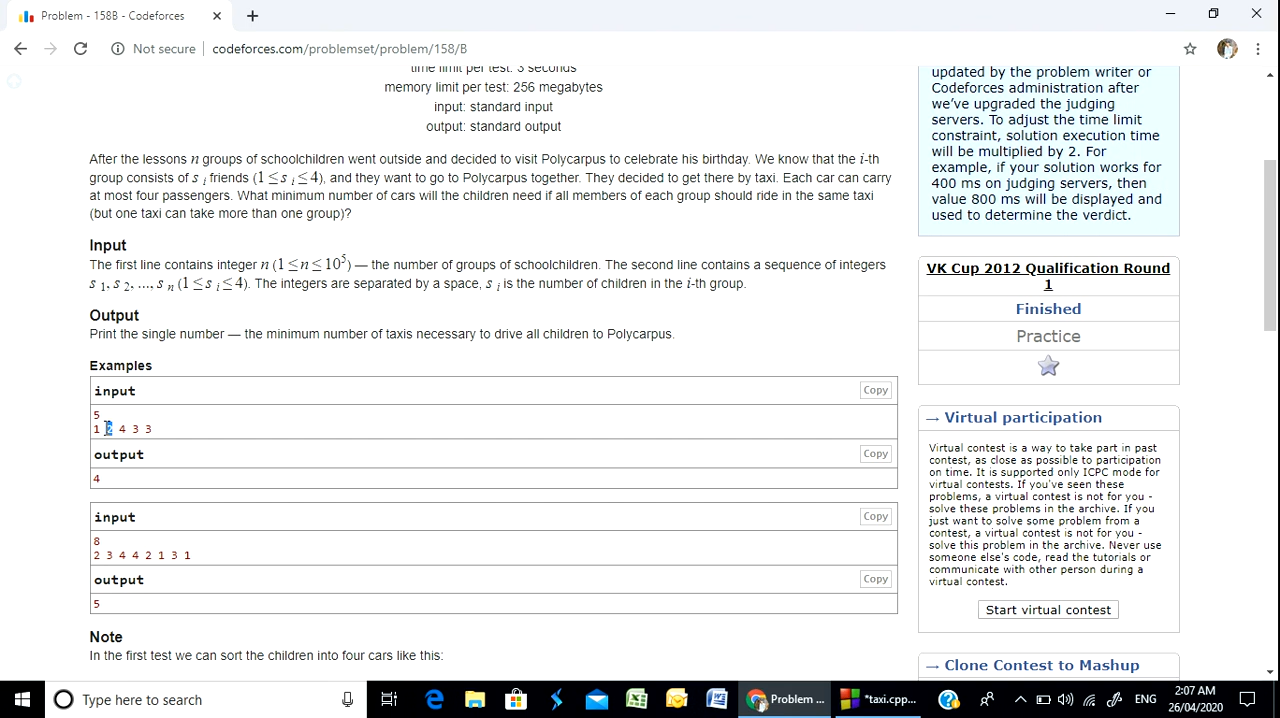 Problem - 158B - Codeforces
Not secure
codeforces.com/problemset/problem/158/B
time limit per test: 3 seconds
memory limit per test: 256 megabytes
input: standard input
output: standard output
After the lessons n groups of schoolchildren went outside and decided to visit Polycarpus to celebrate his birthday. We know that the i-th
group consists of s i friends (1 ≤ s i ≤ 4), and they want to go to Polycarpus together. They decided to get there by taxi. Each car can carry
at most four passengers. What minimum number of cars will the children need if all members of each group should ride in the same taxi
(but one taxi can take more than one group)?
Input
The first line contains integer n (1 ≤ n ≤ 10^5) — the number of groups of schoolchildren. The second line contains a sequence of integers
s 1, s 2, ..., s n (1 ≤ s i ≤ 4). The integers are separated by a space, s i is the number of children in the i-th group.
Output
Print the single number — the minimum number of taxis necessary to drive all children to Polycarpus.
Examples
input
Copy
5
1 2 4 3 3
output
Copy
4
input
Copy
8
2 3 4 4 2 1 3 1
output
Copy
5
Note
In the first test we can sort the children into four cars like this:
updated by the problem writer or
Codeforces administration after
we've upgraded the judging
servers. To adjust the time limit
constraint, solution execution time
will be multiplied by 2. For
example, if your solution works for
400 ms on judging servers, then
value 800 ms will be displayed and
used to determine the verdict.
VK Cup 2012 Qualification Round
1
Finished
Practice
→ Virtual participation
Virtual contest is a way to take part in past
contest, as close as possible to participation
on time. It is supported only ICPC mode for
virtual contests. If you've seen these
problems, a virtual contest is not for you -
solve these problems in the archive. If you
just want to solve some problem from a
contest, a virtual contest is not for you -
solve this problem in the archive. Never use
someone else's code, read the tutorials or
communicate with other person during a
virtual contest.
Start virtual contest
→ Clone Contest to Mashup
Type here to search
Problem ...
*taxi.cpp...
ENG
2:07 AM
26/04/2020